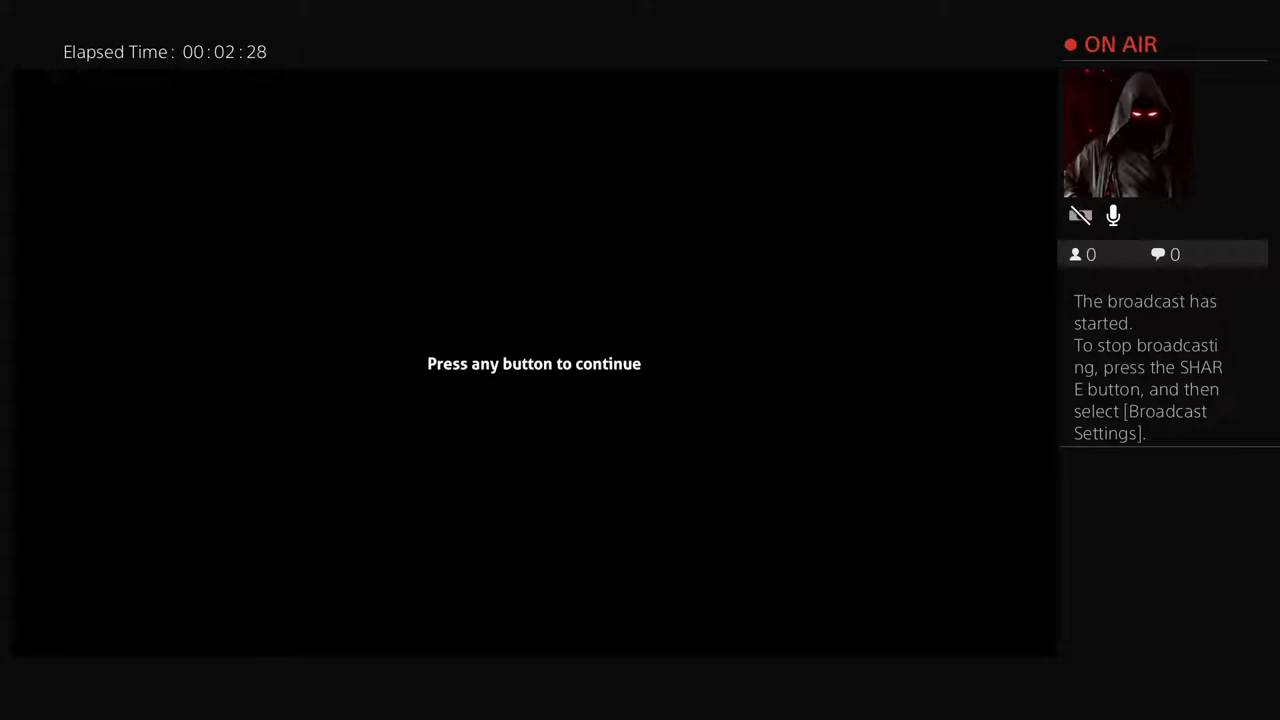 Elapsed Time: 00:02:28
ON AIR
0
0
The broadcast has
started.
To stop broadcasti
ng, press the SHAR
E button, and then
select [Broadcast
Settings].
Press any button to continue